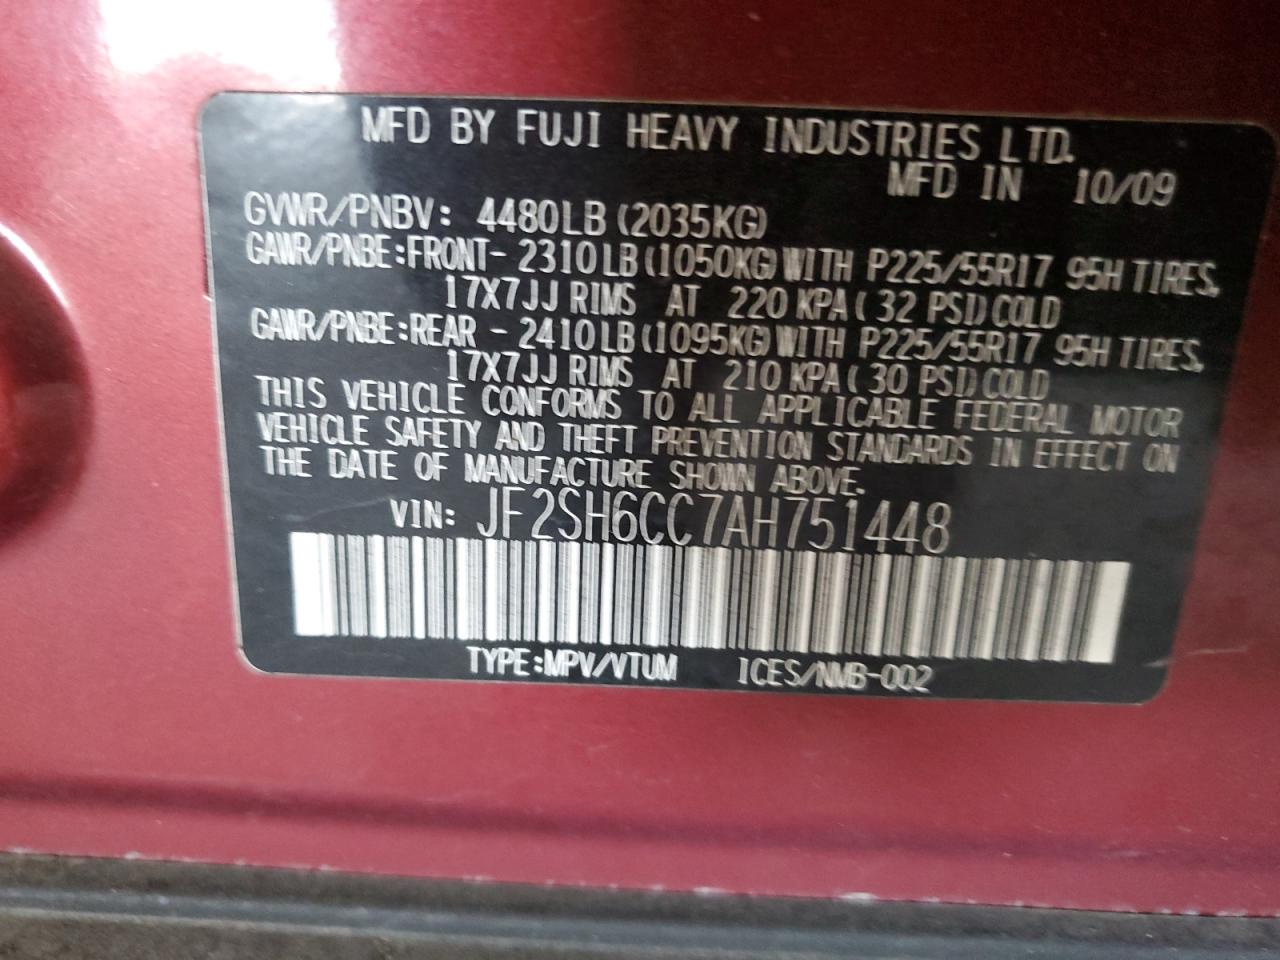 MFD BY FUJI HEAVY INDUSTRIES LTD.
MFD IN 10/09
GVWR/PNBV: 4480LB (2035KG)
GAWR/PNBE:FRONT- 2310LB(1050KG)WITH P225/55R17 95H TIRES,
17X7JJ RIMS AT 220 KPA( 32 PSI)COLD
GAWR/PNBE:REAR - 2410LB(1095KG)WITH P225/55R17 95H TIRES,
17X7JJ RIMS AT 210 KPA( 30 PSI)COLD
THIS VEHICLE CONFORMS TO ALL APPLICABLE FEDERAL MOTOR
VEHICLE SAFETY AND THEFT PREVENTION STANDARDS IN EFFECT ON
THE DATE OF MANUFACTURE SHOWN ABOVE.
VIN: JF2SH6CC7AH751448
TYPE:MPV/VTUM ICES/NMB-002